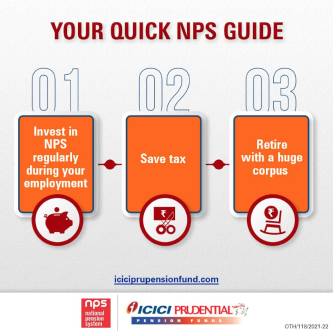 YOUR QUICK NPS GUIDE
01
02
03
Invest in
NPS
regularly
during your
employment
Save tax
Retire
with a huge
corpus
₹
₹
iciciprupensionfund.com
nps
national
pension
system
ICICI PRUDENTIAL
PENSION FUNDS
OTH/118/2021-22